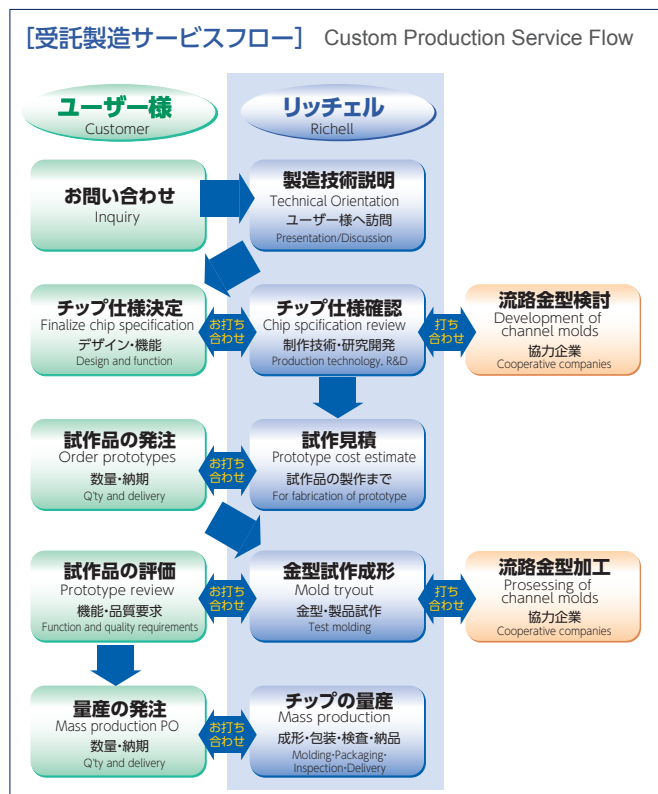 [受託製造サービスフロー] Custom Production Service Flow
ユーザー様
Customer
リッチェル
Richell
お問い合わせ
Inquiry
製造技術説明
Technical Orientation
ユーザー様へ訪問
Presentation/Discussion
チップ仕様決定
Finalize chip specification
デザイン・機能
Design and function
お打ち
合わせ
チップ仕様確認
Chip spcification review
制作技術・研究開発
Production technology, R&D
打ち
合わせ
流路金型検討
Development of
channel molds
協力企業
Cooperative companies
試作品の発注
Order prototypes
数量・納期
Q'ty and delivery
お打ち
合わせ
試作見積
Prototype cost estimate
試作品の製作まで
For fabrication of prototype
試作品の評価
Prototype review
機能・品質要求
Function and quality requirements
お打ち
合わせ
金型試作成形
Mold tryout
金型・製品試作
Test molding
打ち
合わせ
流路金型加工
Prosessing of
channel molds
協力企業
Cooperative companies
量産の発注
Mass production PO
数量・納期
Q'ty and delivery
お打ち
合わせ
チップの量産
Mass production
成形・包装・検査・納品
Molding・Packaging・
Inspection・Delivery